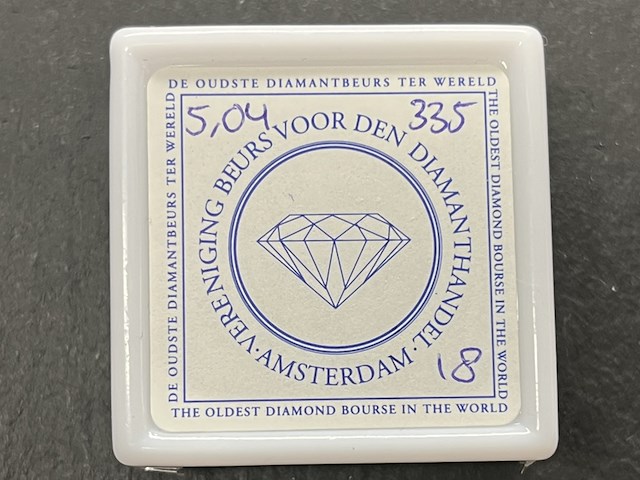 DE OUDSTE DIAMANTBEURS TER WERELD
DE OUDSTE DIAMANTBEURS TER WERELD
THE OLDEST DIAMOND BOURSE IN THE WORLD
5,04
335
VERENIGING BEURS VOOR DEN DIAMANTHANDEL
·AMSTERDAM·
18
THE OLDEST DIAMOND BOURSE IN THE WORLD